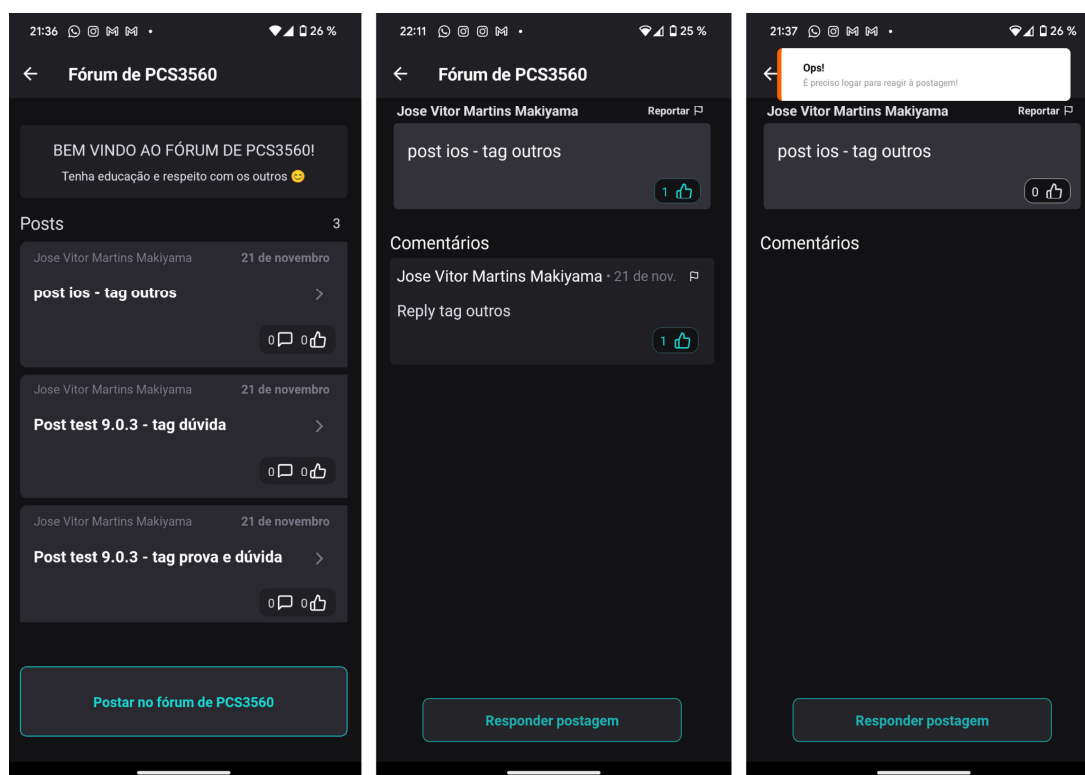 21:36
26 %
Fórum de PCS3560
BEM VINDO AO FÓRUM DE PCS3560!
Tenha educação e respeito com os outros 😊
Posts 3
Jose Vitor Martins Makiyama 21 de novembro
post ios - tag outros
0 0
Jose Vitor Martins Makiyama 21 de novembro
Post test 9.0.3 - tag dúvida
0 0
Jose Vitor Martins Makiyama 21 de novembro
Post test 9.0.3 - tag prova e dúvida
0 0
Postar no fórum de PCS3560
22:11
25 %
Fórum de PCS3560
Jose Vitor Martins Makiyama Reportar
post ios - tag outros
1
Comentários
Jose Vitor Martins Makiyama • 21 de nov.
Reply tag outros
1
Responder postagem
21:37
26 %
Ops!
É preciso logar para reagir à postagem!
Jose Vitor Martins Makiyama Reportar
post ios - tag outros
0
Comentários
Responder postagem